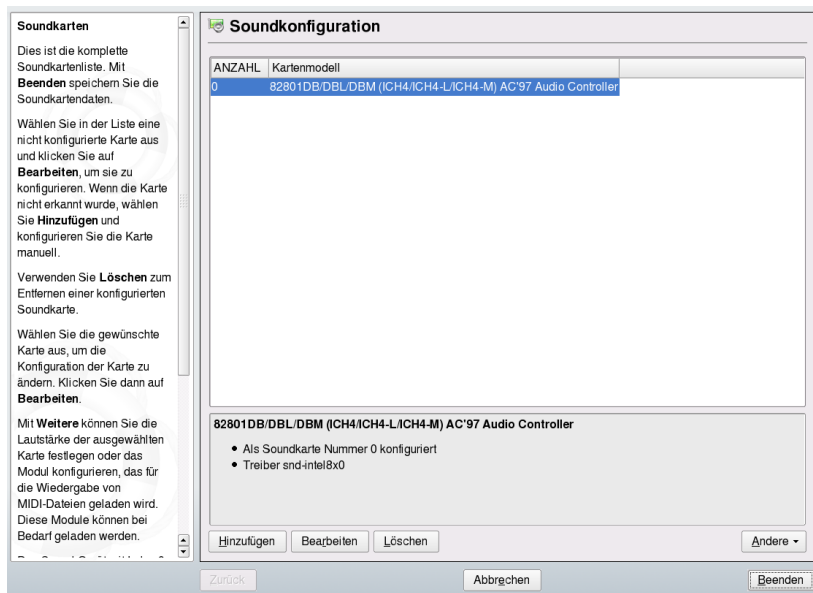 Soundkarten
Dies ist die komplette
Soundkartenliste. Mit
Beenden speichern Sie die
Soundkartendaten.
Wählen Sie in der Liste eine
nicht konfigurierte Karte aus
und klicken Sie auf
Bearbeiten, um sie zu
konfigurieren. Wenn die Karte
nicht erkannt wurde, wählen
Sie Hinzufügen und
konfigurieren Sie die Karte
manuell.
Verwenden Sie Löschen zum
Entfernen einer konfigurierten
Soundkarte.
Wählen Sie die gewünschte
Karte aus, um die
Konfiguration der Karte zu
ändern. Klicken Sie dann auf
Bearbeiten.
Mit Weitere können Sie die
Lautstärke der ausgewählten
Karte festlegen oder das
Modul konfigurieren, das für
die Wiedergabe von
MIDI-Dateien geladen wird.
Diese Module können bei
Bedarf geladen werden.
Soundkonfiguration
ANZAHL Kartenmodell
0 82801DB/DBL/DBM (ICH4/ICH4-L/ICH4-M) AC'97 Audio Controller
82801DB/DBL/DBM (ICH4/ICH4-L/ICH4-M) AC'97 Audio Controller
Als Soundkarte Nummer 0 konfiguriert
Treiber snd-intel8x0
Hinzufügen Bearbeiten Löschen Andere
Zurück Abbrechen Beenden